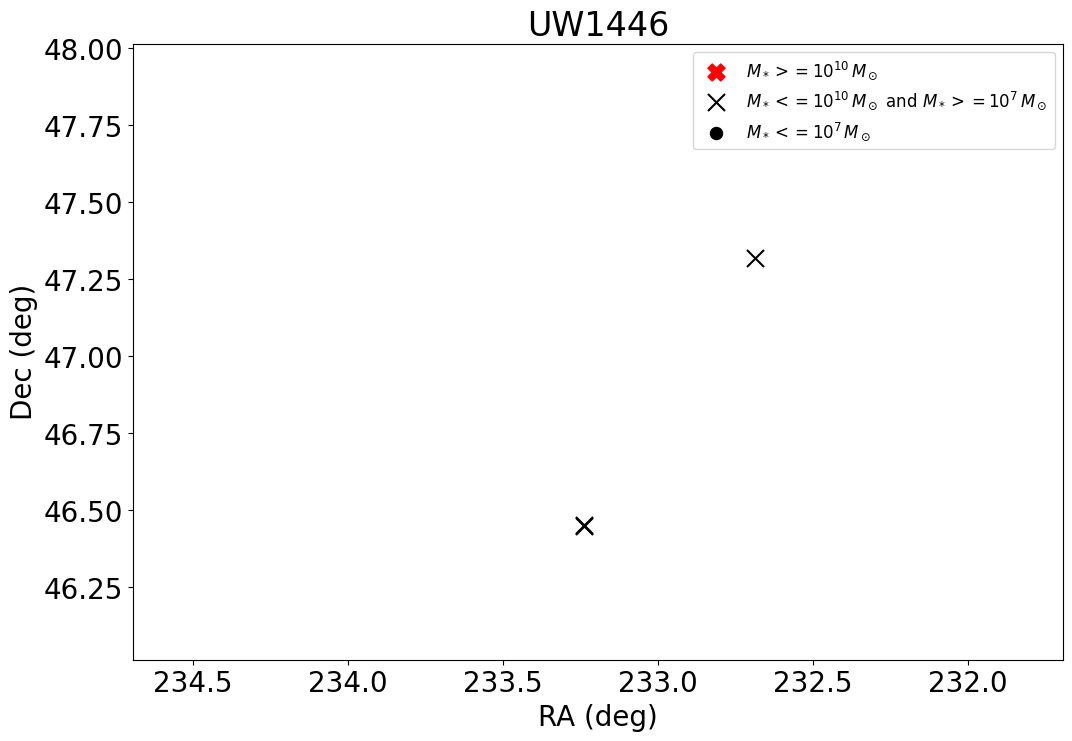 UW1446
48.00
47.75
47.50
47.25
47.00
46.75
46.50
46.25
Dec (deg)
M* >= 10^10 M⊙
M* <= 10^10 M⊙ and M* >= 10^7 M⊙
M* <= 10^7 M⊙
234.5 234.0 233.5 233.0 232.5 232.0
RA (deg)